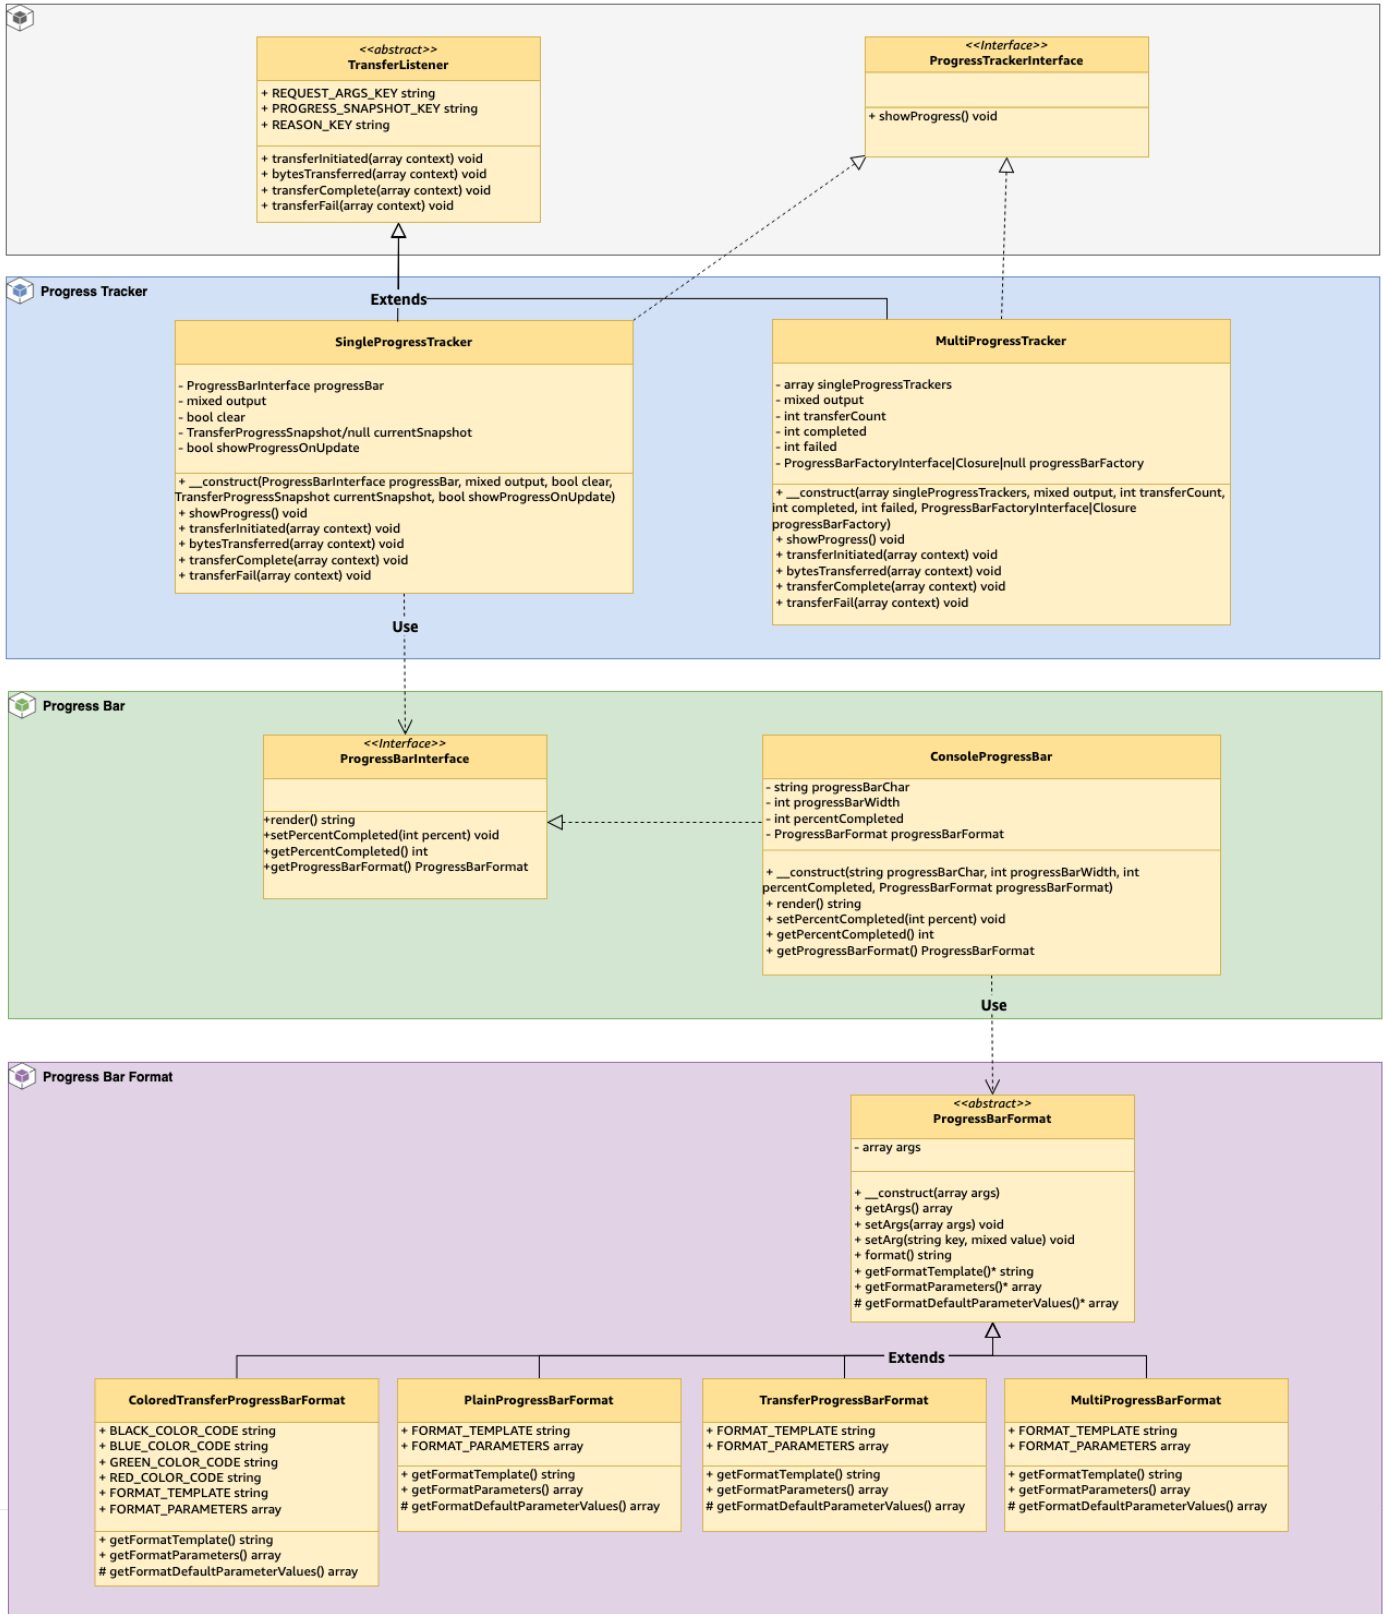 <<abstract>>
TransferListener
+ REQUEST_ARGS_KEY string
+ PROGRESS_SNAPSHOT_KEY string
+ REASON_KEY string
+ transferInitiated(array context) void
+ bytesTransferred(array context) void
+ transferComplete(array context) void
+ transferFail(array context) void
<<Interface>>
ProgressTrackerInterface
+ showProgress() void
Progress Tracker
Extends
SingleProgressTracker
- ProgressBarInterface progressBar
- mixed output
- bool clear
- TransferProgressSnapshot/null currentSnapshot
- bool showProgressOnUpdate
+ __construct(ProgressBarInterface progressBar, mixed output, bool clear,
TransferProgressSnapshot currentSnapshot, bool showProgressOnUpdate)
+ showProgress() void
+ transferInitiated(array context) void
+ bytesTransferred(array context) void
+ transferComplete(array context) void
+ transferFail(array context) void
MultiProgressTracker
- array singleProgressTrackers
- mixed output
- int transferCount
- int completed
- int failed
- ProgressBarFactoryInterface|Closure|null progressBarFactory
+ __construct(array singleProgressTrackers, mixed output, int transferCount,
int completed, int failed, ProgressBarFactoryInterface|Closure
progressBarFactory)
+ showProgress() void
+ transferInitiated(array context) void
+ bytesTransferred(array context) void
+ transferComplete(array context) void
+ transferFail(array context) void
Use
Progress Bar
<<Interface>>
ProgressBarInterface
+render() string
+setPercentCompleted(int percent) void
+getPercentCompleted() int
+getProgressBarFormat() ProgressBarFormat
ConsoleProgressBar
- string progressBarChar
- int progressBarWidth
- int percentCompleted
- ProgressBarFormat progressBarFormat
+ __construct(string progressBarChar, int progressBarWidth, int
percentCompleted, ProgressBarFormat progressBarFormat)
+ render() string
+ setPercentCompleted(int percent) void
+ getPercentCompleted() int
+ getProgressBarFormat() ProgressBarFormat
Use
Progress Bar Format
<<abstract>>
ProgressBarFormat
- array args
+ __construct(array args)
+ getArgs() array
+ setArgs(array args) void
+ setArg(string key, mixed value) void
+ format() string
+ getFormatTemplate()* string
+ getFormatParameters()* array
# getFormatDefaultParameterValues()* array
Extends
ColoredTransferProgressBarFormat
+ BLACK_COLOR_CODE string
+ BLUE_COLOR_CODE string
+ GREEN_COLOR_CODE string
+ RED_COLOR_CODE string
+ FORMAT_TEMPLATE string
+ FORMAT_PARAMETERS array
+ getFormatTemplate() string
+ getFormatParameters() array
# getFormatDefaultParameterValues() array
PlainProgressBarFormat
+ FORMAT_TEMPLATE string
+ FORMAT_PARAMETERS array
+ getFormatTemplate() string
+ getFormatParameters() array
# getFormatDefaultParameterValues() array
TransferProgressBarFormat
+ FORMAT_TEMPLATE string
+ FORMAT_PARAMETERS array
+ getFormatTemplate() string
+ getFormatParameters() array
# getFormatDefaultParameterValues() array
MultiProgressBarFormat
+ FORMAT_TEMPLATE string
+ FORMAT_PARAMETERS array
+ getFormatTemplate() string
+ getFormatParameters() array
# getFormatDefaultParameterValues() array